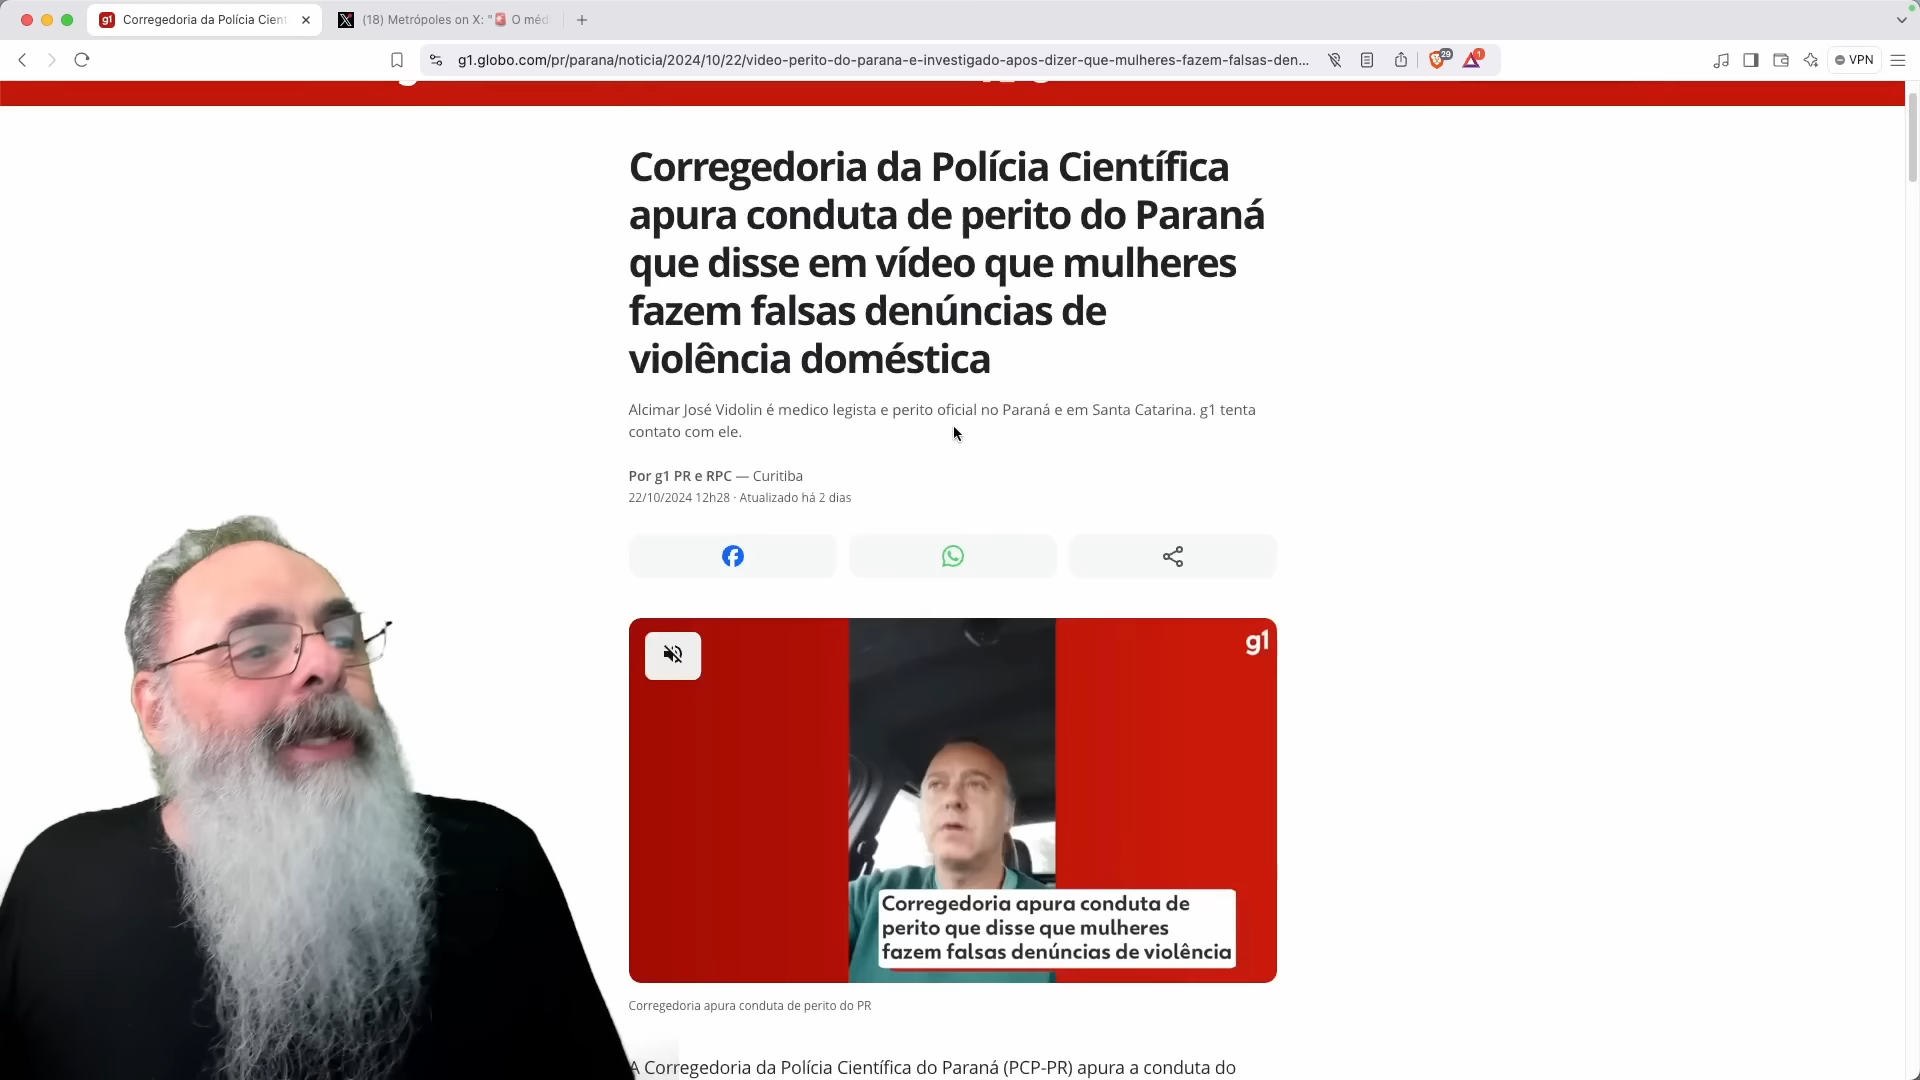 g1 Corregedoria da Polícia Cient
X (18) Metrópoles on X: "🚨 O méd
g1.globo.com/pr/parana/noticia/2024/10/22/video-perito-do-parana-e-investigado-apos-dizer-que-mulheres-fazem-falsas-den...
29
1
VPN
Corregedoria da Polícia Científica
apura conduta de perito do Paraná
que disse em vídeo que mulheres
fazem falsas denúncias de
violência doméstica
Alcimar José Vidolin é medico legista e perito oficial no Paraná e em Santa Catarina. g1 tenta
contato com ele.
Por g1 PR e RPC — Curitiba
22/10/2024 12h28 · Atualizado há 2 dias
g1
Corregedoria apura conduta de
perito que disse que mulheres
fazem falsas denúncias de violência
Corregedoria apura conduta de perito do PR
A Corregedoria da Polícia Científica do Paraná (PCP-PR) apura a conduta do